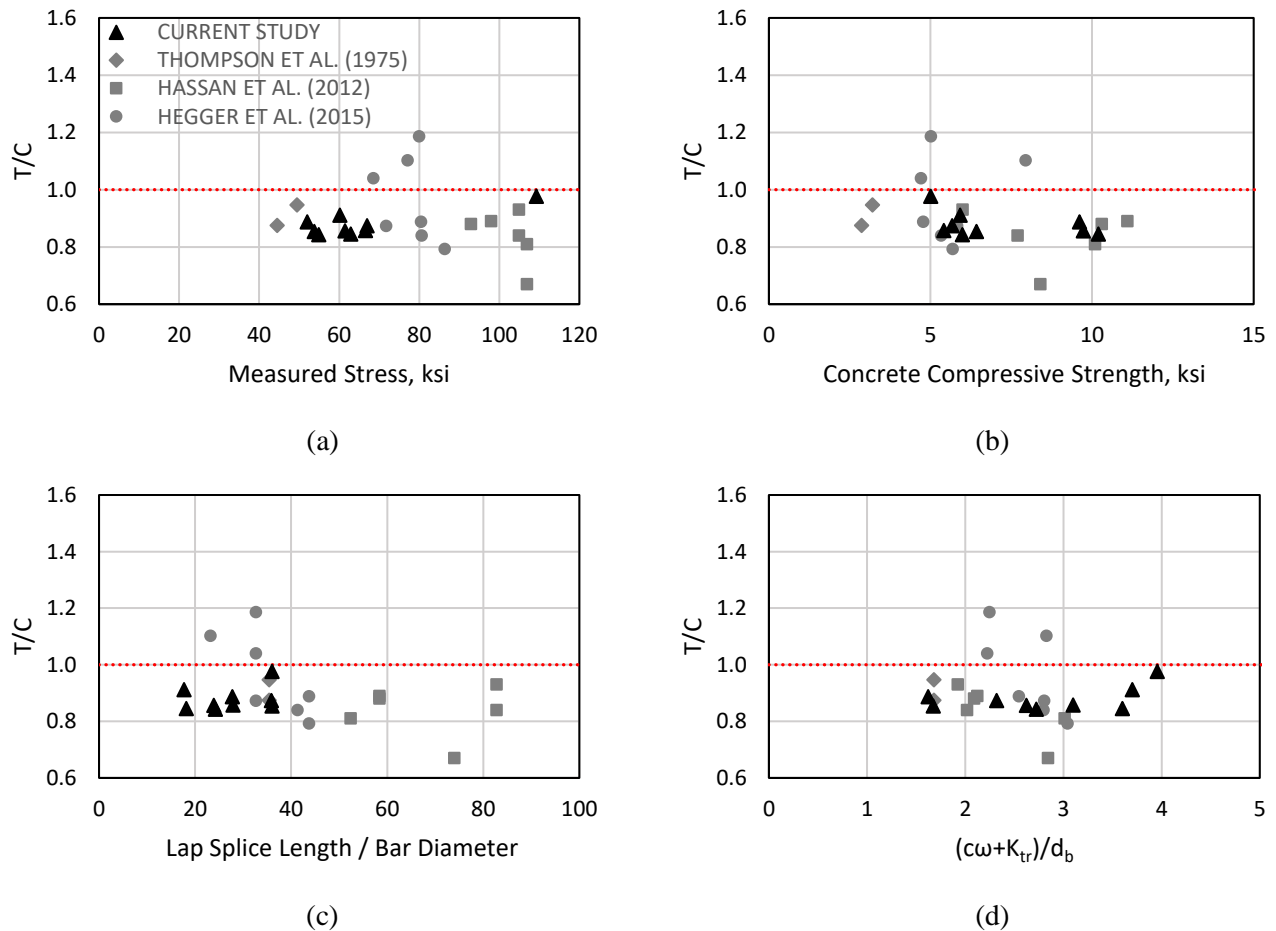 1.6
1.4
1.2
1.0
0.8
0.6
T/C
CURRENT STUDY
THOMPSON ET AL. (1975)
HASSAN ET AL. (2012)
HEGGER ET AL. (2015)
0 20 40 60 80 100 120
Measured Stress, ksi
(a)
1.6
1.4
1.2
1.0
0.8
0.6
T/C
0 5 10 15
Concrete Compressive Strength, ksi
(b)
1.6
1.4
1.2
1.0
0.8
0.6
T/C
0 20 40 60 80 100
Lap Splice Length / Bar Diameter
(c)
1.6
1.4
1.2
1.0
0.8
0.6
T/C
0 1 2 3 4 5
(cω+Ktr)/db
(d)